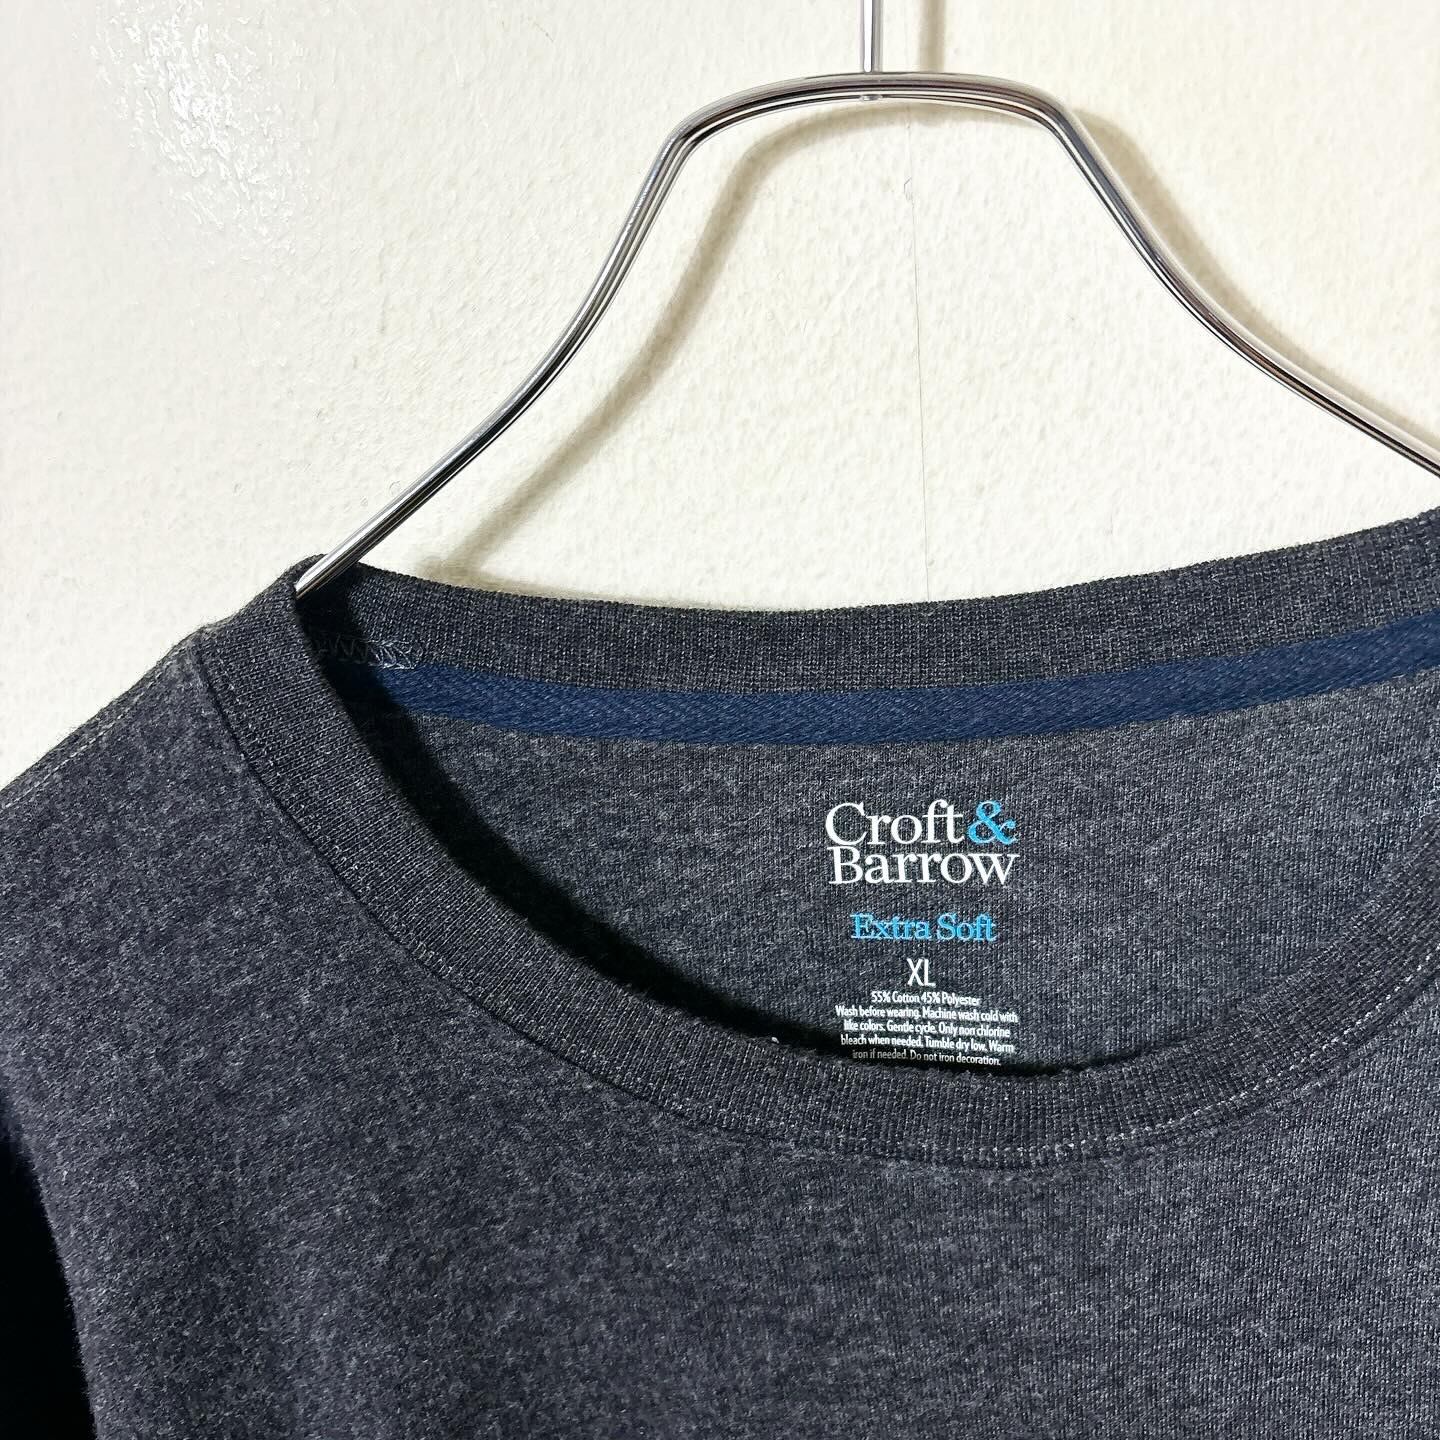 Croft&
Barrow
Extra Soft
XL
55% Cotton 45% Polyester
Wash before wearing. Machine wash cold with
like colors. Gentle cycle. Only non chlorine
bleach when needed. Tumble dry low. Warm
iron if needed. Do not iron decoration.